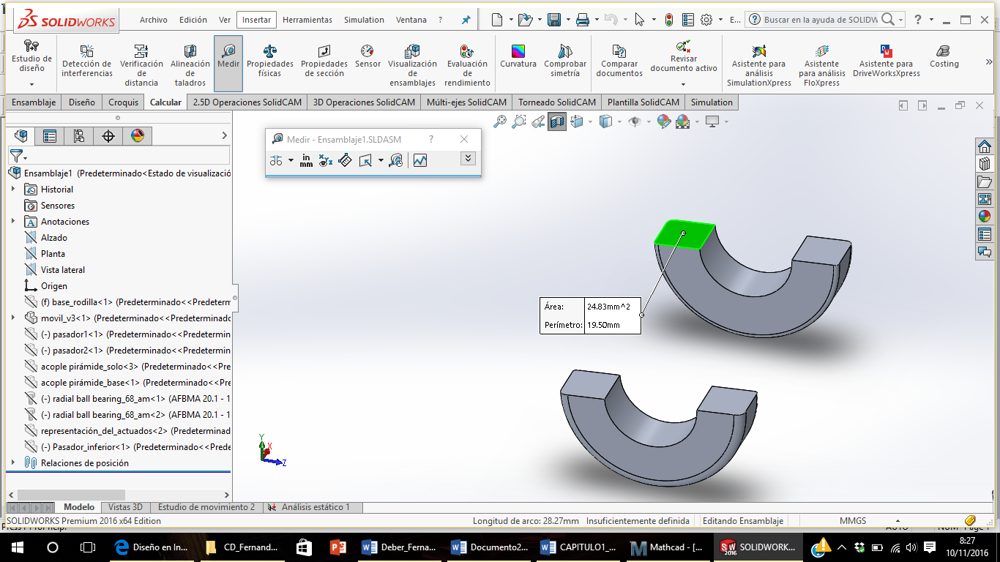 SOLIDWORKS
Archivo Edición Ver Insertar Herramientas Simulation Ventana ?
E...
Buscar en la ayuda de SOLIDW
?
Estudio de diseño
Detección de interferencias
Verificación de distancia
Alineación de taladros
Medir
Propiedades físicas
Propiedades de sección
Sensor
Visualización de ensamblajes
Evaluación de rendimiento
Curvatura
Comprobar simetría
Comparar documentos
Revisar documento activo
Asistente para análisis SimulationXpress
Asistente para análisis FloXpress
Asistente para DriveWorksXpress
Costing
Ensamblaje Diseño Croquis Calcular 2.5D Operaciones SolidCAM 3D Operaciones SolidCAM Múlti-ejes SolidCAM Torneado SolidCAM Plantilla SolidCAM Simulation
Medir - Ensamblaje1.SLDASM ?
in
mm
XYZ
Ensamblaje1 (Predeterminado<Estado de visualizació
Historial
Sensores
Anotaciones
Alzado
Planta
Vista lateral
Origen
(f) base_rodilla<1> (Predeterminado<<Predeterm
movil_v3<1> (Predeterminado<<Predeterminado
(-) pasador1<1> (Predeterminado<<Predetermin
(-) pasador2<1> (Predeterminado<<Predetermin
acople pirámide_solo<3> (Predeterminado<<Pre
acople pirámide_base<1> (Predeterminado<<Pr
(-) radial ball bearing_68_am<1> (AFBMA 20.1 - 1
(-) radial ball bearing_68_am<2> (AFBMA 20.1 - 1
representación_del_actuados<2> (Predeterminad
(-) Pasador_inferior<1> (Predeterminado<<Prede
Relaciones de posición
Área: 24.83mm^2
Perímetro: 19.50mm
Y
X
Z
Modelo Vistas 3D Estudio de movimiento 2 Análisis estático 1
SOLIDWORKS Premium 2016 x64 Edition Longitud de arco: 28.27mm Insuficientemente definida Editando Ensamblaje MMGS
Diseño en In... CD_Fernand... Deber_Ferna... Documento2... CAPITULO1_... Mathcad - [... SOLIDWORK...
8:27
10/11/2016